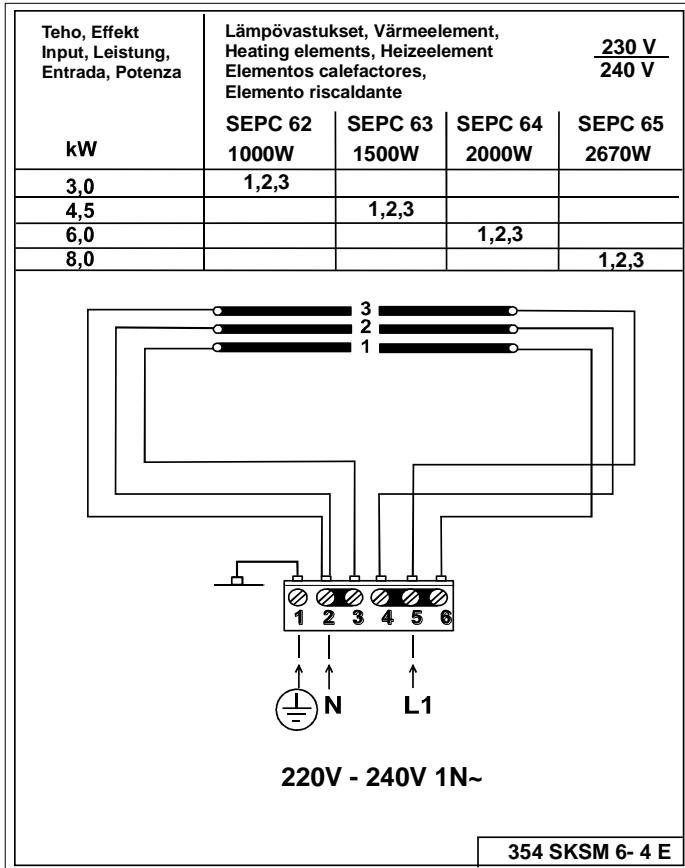 Teho, Effekt
Input, Leistung,
Entrada, Potenza
kW
Lämpövastukset, Värmeelement,
Heating elements, Heizeelement
Elementos calefactores,
Elemento riscaldante
230 V
240 V
SEPC 62 SEPC 63 SEPC 64 SEPC 65
1000W 1500W 2000W 2670W
3,0 1,2,3
4,5 1,2,3
6,0 1,2,3
8,0 1,2,3
3
2
1
1 2 3 4 5 6
N L1
220V - 240V 1N~
354 SKSM 6- 4 E